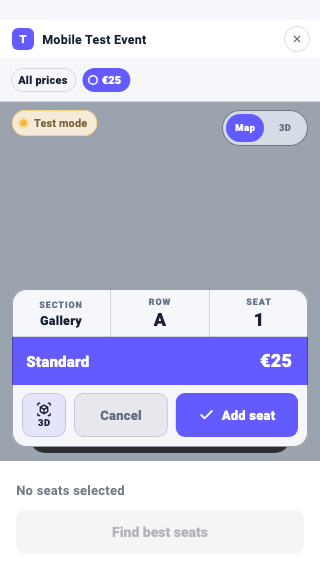 T Mobile Test Event
All prices €25
Test mode
Map 3D
SECTION ROW SEAT
Gallery A 1
Standard €25
3D Cancel Add seat
No seats selected
Find best seats